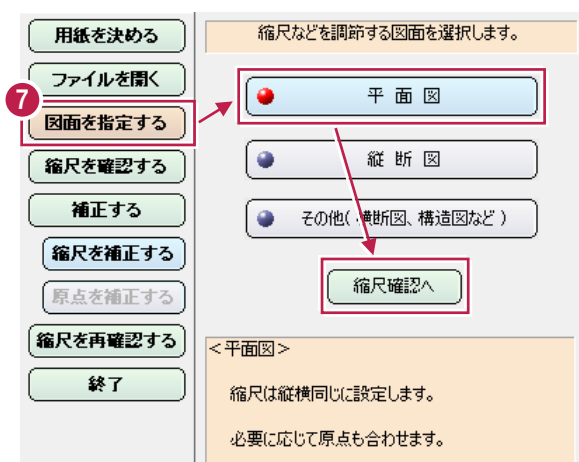 用紙を決める
ファイルを開く
7
図面を指定する
縮尺を確認する
補正する
縮尺を補正する
原点を補正する
縮尺を再確認する
終了
縮尺などを調節する図面を選択します。
平 面 図
縦 断 図
その他( 横断図、構造図など )
縮尺確認へ
<平面図>
縮尺は縦横同じに設定します。
必要に応じて原点も合わせます。